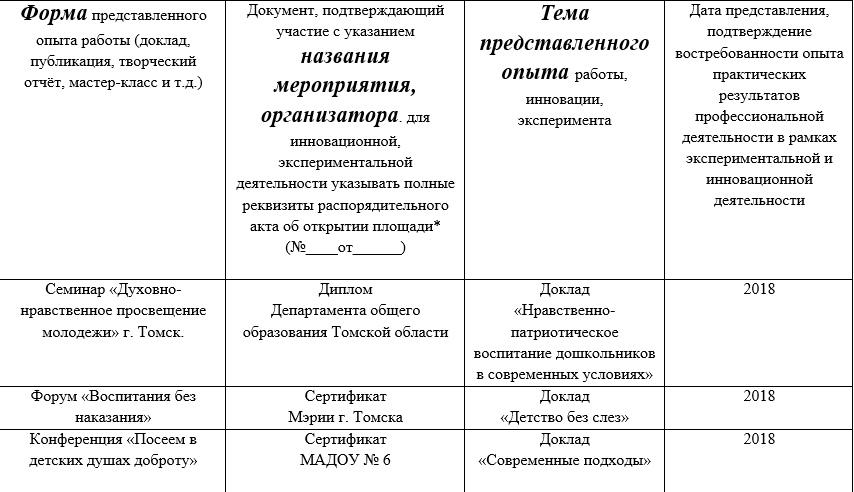 Форма представленного
опыта работы (доклад,
публикация, творческий
отчёт, мастер-класс и т.д.)
Документ, подтверждающий
участие с указанием
названия
мероприятия,
организатора. для
инновационной,
экспериментальной
деятельности указывать полные
реквизиты распорядительного
акта об открытии площади*
(№____от______)
Тема
представленного
опыта работы,
инновации,
эксперимента
Дата представления,
подтверждение
востребованности опыта
практических
результатов
профессиональной
деятельности в рамках
экспериментальной и
инновационной
деятельности
Семинар «Духовно-
нравственное просвещение
молодежи» г. Томск.
Диплом
Департамента общего
образования Томской области
Доклад
«Нравственно-
патриотическое
воспитание дошкольников
в современных условиях»
2018
Форум «Воспитания без
наказания»
Сертификат
Мэрии г. Томска
Доклад
«Детство без слез»
2018
Конференция «Посеем в
детских душах доброту»
Сертификат
МАДОУ № 6
Доклад
«Современные подходы»
2018